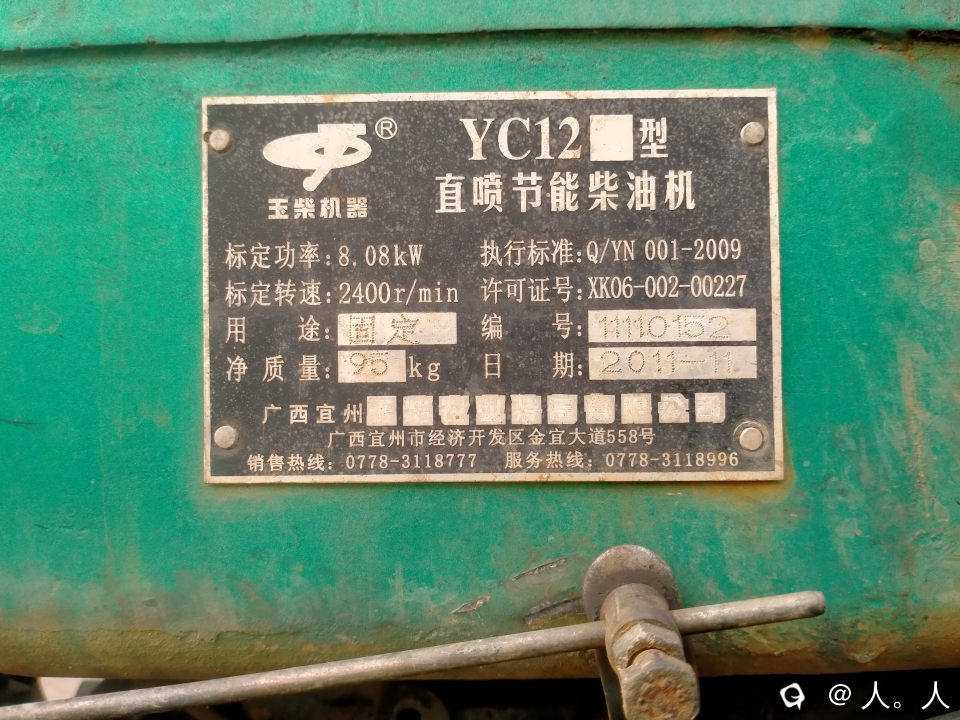 ®
YC12 型
玉柴机器
直喷节能柴油机
标定功率:8.08kW 执行标准:Q/YN 001-2009
标定转速:2400r/min 许可证号:XK06-002-00227
用途:固定 编号:11110152
净质量:95kg 日期:2011-11
广西宜州 公司
广西宜州市经济开发区金宜大道558号
销售热线:0778-3118777 服务热线:0778-3118996
@人。人